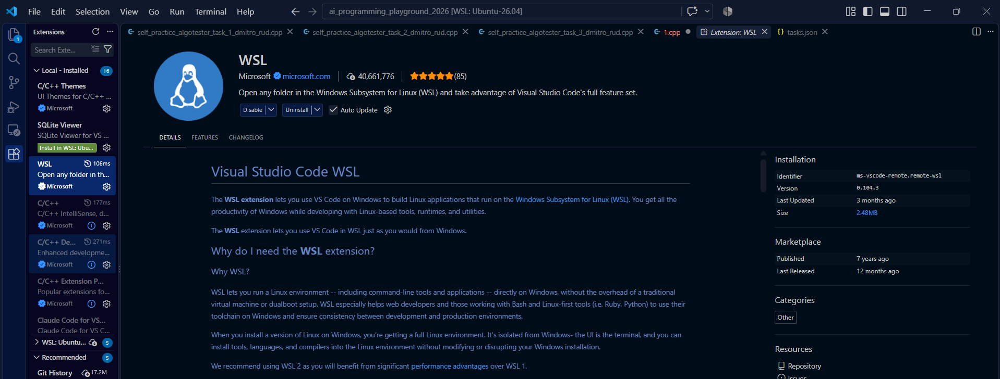 File Edit Selection View Go Run Terminal Help
ai_programming_playground_2026 [WSL: Ubuntu-26.04]
1
Extensions
self_practice_algotester_task_1_dmitro_rud.cpp
self_practice_algotester_task_2_dmitro_rud.cpp
self_practice_algotester_task_3_dmitro_rud.cpp
1.cpp
Extension: WSL
{} tasks.json
Search Exte...
Local - Installed 16
C/C++ Themes
UI Themes for C/C++ ...
Microsoft
SQLite Viewer
SQLite Viewer for VS ...
Install in WSL: Ubu...
WSL 106ms
Open any folder in th...
Microsoft
C/C++ 177ms
C/C++ IntelliSense, d...
Microsoft
C/C++ De... 271ms
Enhanced developme...
Microsoft
C/C++ Extension P...
Popular extensions fo...
Microsoft
Claude Code for VS...
Claude Code for VS C...
WSL: Ubuntu... 5
Recommended 5
Git History 17.2M
WSL
Microsoft microsoft.com 40,661,776 (85)
Open any folder in the Windows Subsystem for Linux (WSL) and take advantage of Visual Studio Code's full feature set.
Disable Uninstall Auto Update
DETAILS FEATURES CHANGELOG
Visual Studio Code WSL
The WSL extension lets you use VS Code on Windows to build Linux applications that run on the Windows Subsystem for Linux (WSL). You get all the
productivity of Windows while developing with Linux-based tools, runtimes, and utilities.
The WSL extension lets you use VS Code in WSL just as you would from Windows.
Why do I need the WSL extension?
Why WSL?
WSL lets you run a Linux environment -- including command-line tools and applications -- directly on Windows, without the overhead of a traditional
virtual machine or dualboot setup. WSL especially helps web developers and those working with Bash and Linux-first tools (i.e. Ruby, Python) to use their
toolchain on Windows and ensure consistency between development and production environments.
When you install a version of Linux on Windows, you're getting a full Linux environment. It's isolated from Windows- the UI is the terminal, and you can
install tools, languages, and compilers into the Linux environment without modifying or disrupting your Windows installation.
We recommend using WSL 2 as you will benefit from significant performance advantages over WSL 1.
Installation
Identifier ms-vscode-remote.remote-wsl
Version 0.104.3
Last Updated 3 months ago
Size 2.48MB
Marketplace
Published 7 years ago
Last Released 12 months ago
Categories
Other
Resources
Repository
Issues